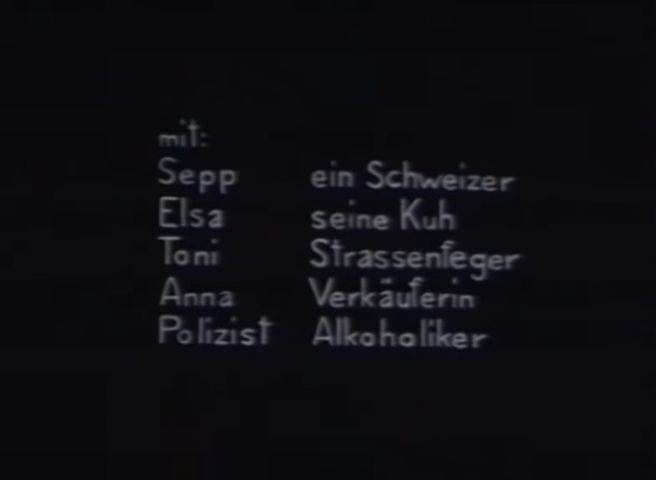 mit:
Sepp ein Schweizer
Elsa seine Kuh
Toni Strassenfeger
Anna Verkäuferin
Polizist Alkoholiker